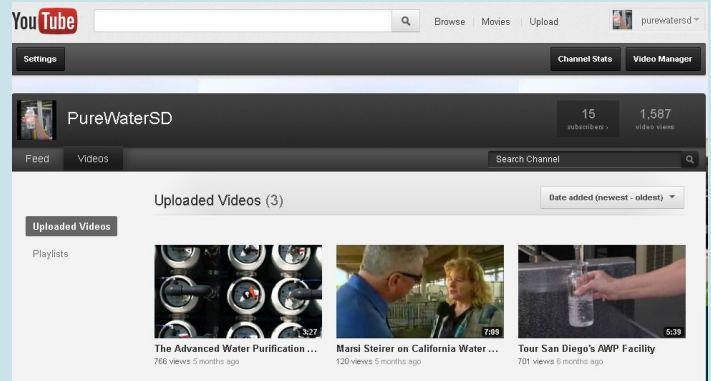 YouTube
Browse | Movies | Upload
purewatersd
Settings
Channel Stats
Video Manager
PureWaterSD
15
subscribers ›
1,587
video views
Feed
Videos
Search Channel
Uploaded Videos (3)
Date added (newest - oldest)
Uploaded Videos
Playlists
3:27
7:09
5:39
The Advanced Water Purification ...
Marsi Steirer on California Water ...
Tour San Diego's AWP Facility
766 views 5 months ago
120 views 5 months ago
701 views 6 months ago